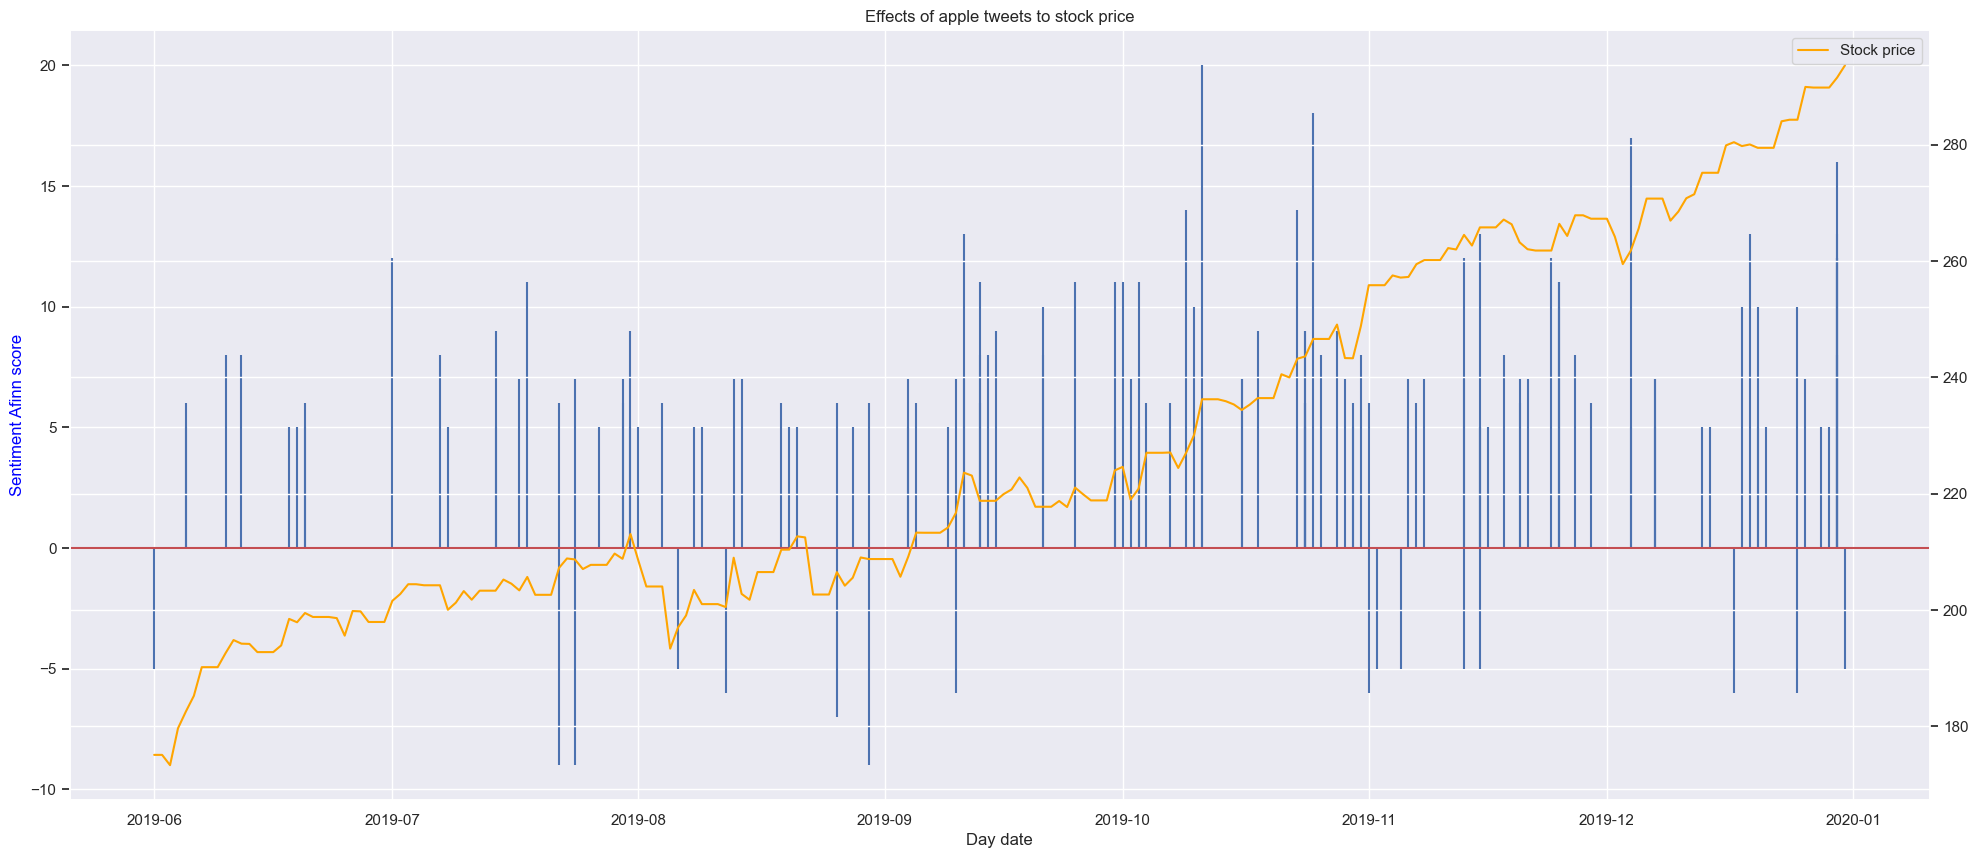 Effects of apple tweets to stock price
Stock price
20
15
10
5
0
−5
−10
Sentiment Afinn score
280
260
240
220
200
180
2019-06 2019-07 2019-08 2019-09 2019-10 2019-11 2019-12 2020-01
Day date